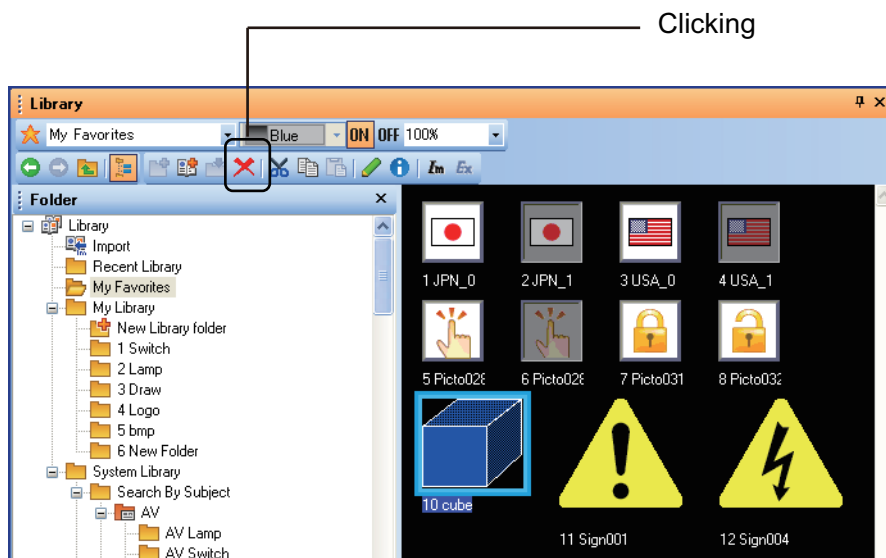 Clicking
Library
My Favorites Blue ON OFF 100%
Im Ex
Folder
Library
Import
Recent Library
My Favorites
My Library
New Library folder
1 Switch
2 Lamp
3 Draw
4 Logo
5 bmp
6 New Folder
System Library
Search By Subject
AV
AV Lamp
AV Switch
1 JPN_0 2 JPN_1 3 USA_0 4 USA_1
5 Picto028 6 Picto028 7 Picto031 8 Picto032
10 cube
11 Sign001 12 Sign004